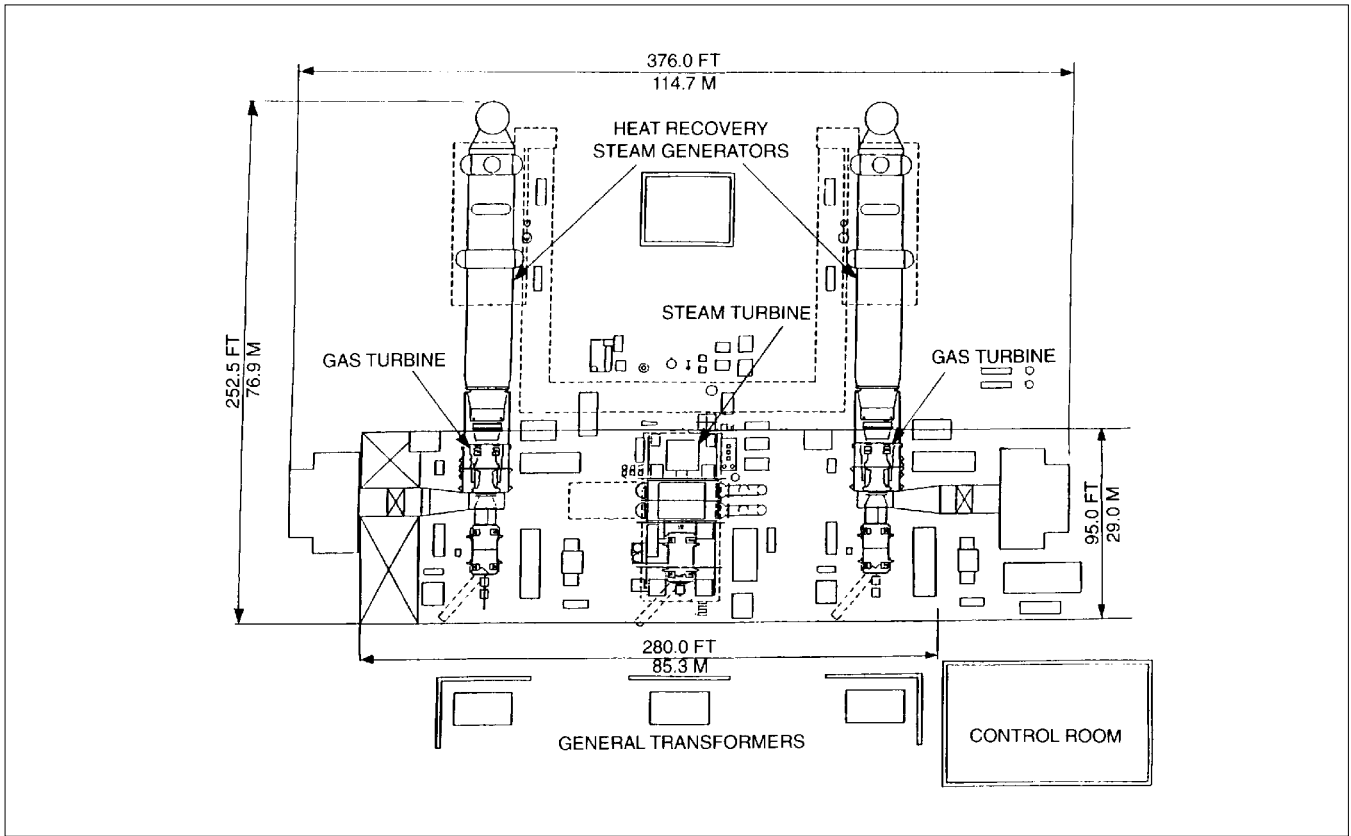 376.0 FT
114.7 M
HEAT RECOVERY
STEAM GENERATORS
STEAM TURBINE
GAS TURBINE
GAS TURBINE
252.5 FT
76.9 M
95.0 FT
29.0 M
280.0 FT
85.3 M
GENERAL TRANSFORMERS
CONTROL ROOM